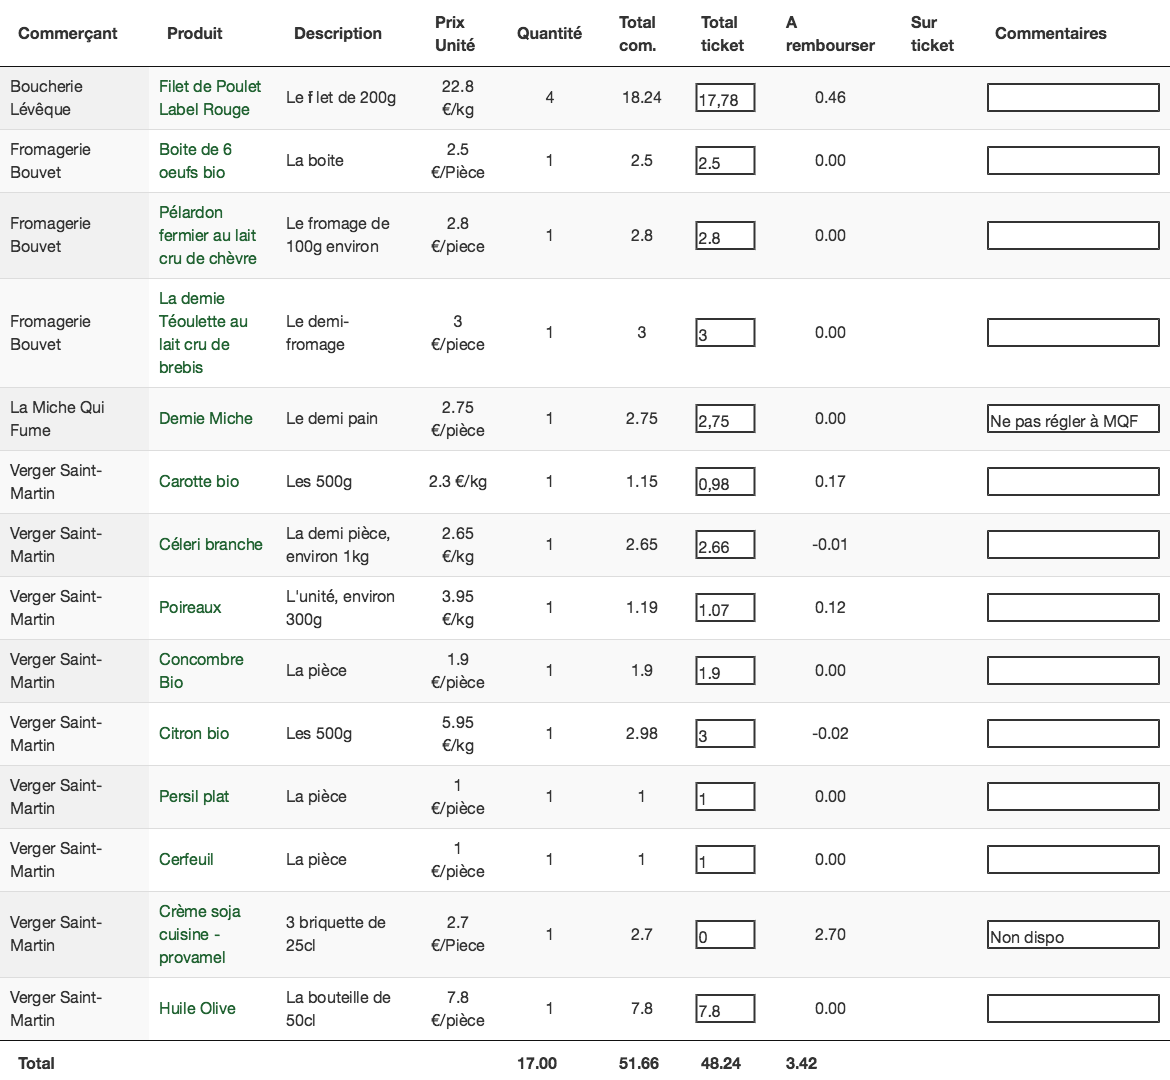 Commerçant Produit Description Prix Unité Quantité Total com. Total ticket A rembourser Sur ticket Commentaires
Boucherie Lévêque Filet de Poulet Label Rouge Le filet de 200g 22.8 €/kg 4 18.24 17,78 0.46
Fromagerie Bouvet Boite de 6 oeufs bio La boite 2.5 €/Pièce 1 2.5 2.5 0.00
Fromagerie Bouvet Pélardon fermier au lait cru de chèvre Le fromage de 100g environ 2.8 €/piece 1 2.8 2.8 0.00
Fromagerie Bouvet La demie Téoulette au lait cru de brebis Le demi-fromage 3 €/piece 1 3 3 0.00
La Miche Qui Fume Demie Miche Le demi pain 2.75 €/pièce 1 2.75 2,75 0.00 Ne pas régler à MQF
Verger Saint-Martin Carotte bio Les 500g 2.3 €/kg 1 1.15 0,98 0.17
Verger Saint-Martin Céleri branche La demi pièce, environ 1kg 2.65 €/kg 1 2.65 2.66 -0.01
Verger Saint-Martin Poireaux L'unité, environ 300g 3.95 €/kg 1 1.19 1.07 0.12
Verger Saint-Martin Concombre Bio La pièce 1.9 €/pièce 1 1.9 1.9 0.00
Verger Saint-Martin Citron bio Les 500g 5.95 €/kg 1 2.98 3 -0.02
Verger Saint-Martin Persil plat La pièce 1 €/pièce 1 1 1 0.00
Verger Saint-Martin Cerfeuil La pièce 1 €/pièce 1 1 1 0.00
Verger Saint-Martin Crème soja cuisine - provamel 3 briquette de 25cl 2.7 €/Piece 1 2.7 0 2.70 Non dispo
Verger Saint-Martin Huile Olive La bouteille de 50cl 7.8 €/pièce 1 7.8 7.8 0.00
Total 17.00 51.66 48.24 3.42